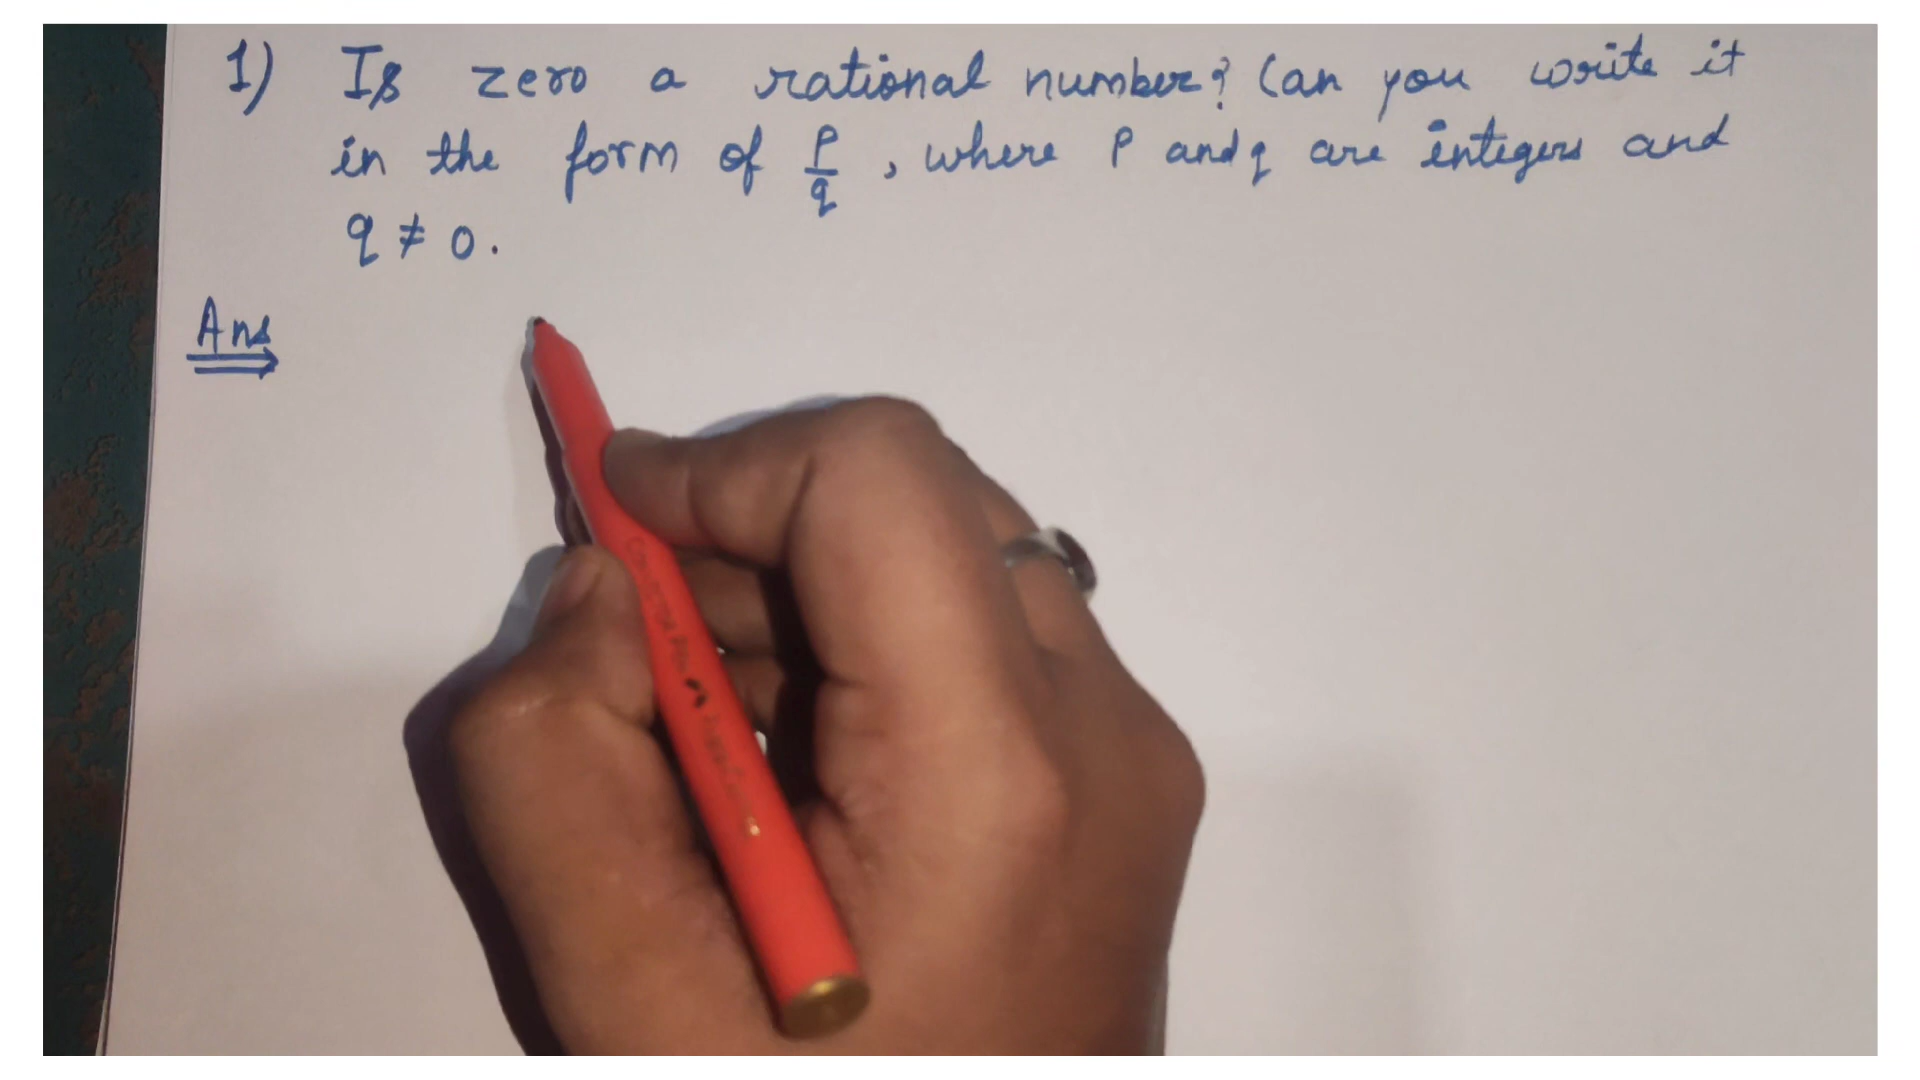 1) Is zero a rational number? Can you write it
in the form of p/q, where p and q are integers and
q ≠ 0.
Ans